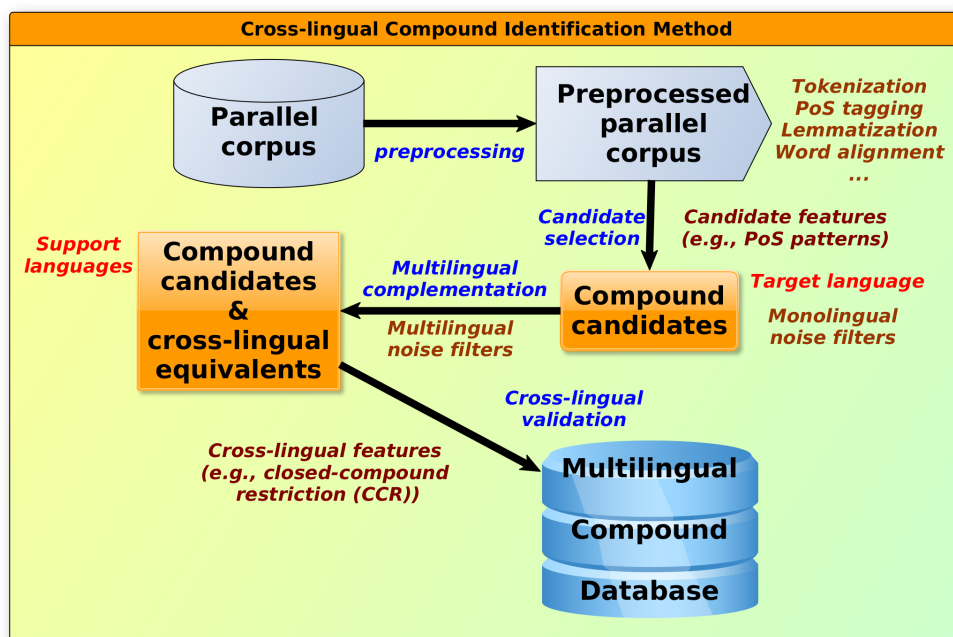 Cross-lingual Compound Identification Method
Parallel
corpus
preprocessing
Preprocessed
parallel
corpus
Tokenization
PoS tagging
Lemmatization
Word alignment
...
Candidate
selection
Candidate features
(e.g., PoS patterns)
Support
languages
Compound
candidates
&
cross-lingual
equivalents
Multilingual
complementation
Multilingual
noise filters
Compound
candidates
Target language
Monolingual
noise filters
Cross-lingual
validation
Cross-lingual features
(e.g., closed-compound
restriction (CCR))
Multilingual
Compound
Database